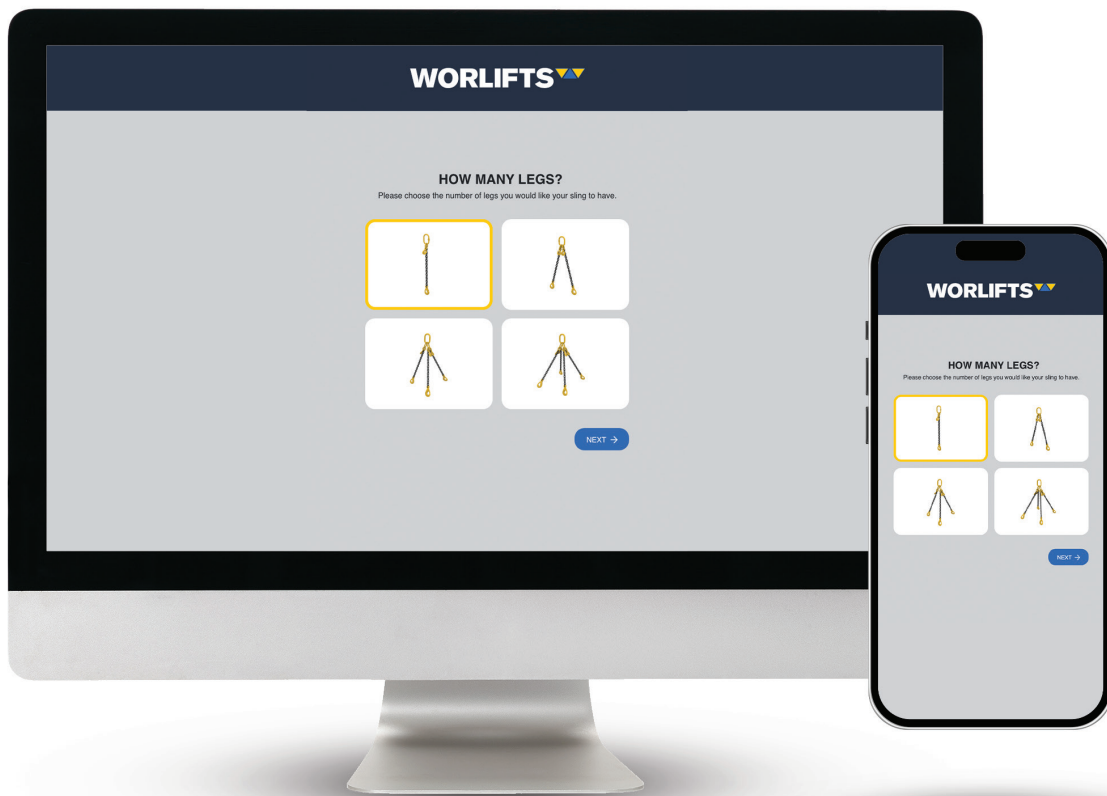 WORLIFTS
HOW MANY LEGS?
Please choose the number of legs you would like your sling to have.
NEXT →
WORLIFTS
HOW MANY LEGS?
Please choose the number of legs you would like your sling to have.
NEXT →